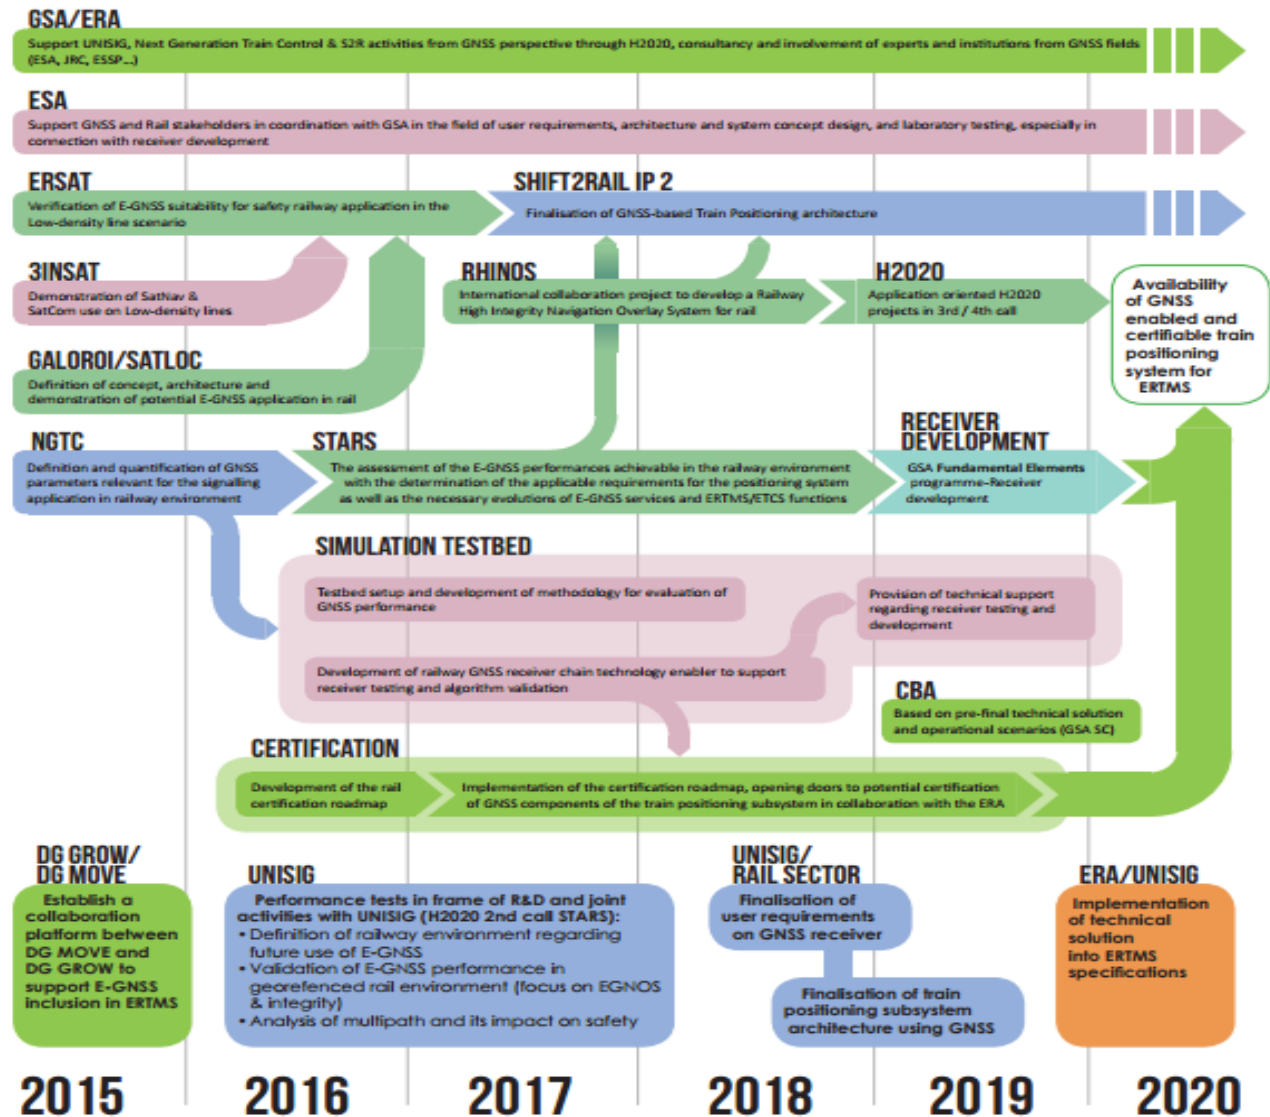 GSA/ERA
Support UNISIG, Next Generation Train Control & S2R activities from GNSS perspective through H2020, consultancy and involvement of experts and institutions from GNSS fields
(ESA, JRC, ESSP...)
ESA
Support GNSS and Rail stakeholders in coordination with GSA in the field of user requirements, architecture and system concept design, and laboratory testing, especially in
connection with receiver development
ERSAT
Verification of E-GNSS suitability for safety railway application in the
Low-density line scenario
SHIFT2RAIL IP 2
Finalisation of GNSS-based Train Positioning architecture
3INSAT
Demonstration of SatNav &
SatCom use on Low-density lines
RHINOS
International collaboration project to develop a Railway
High Integrity Navigation Overlay System for rail
H2020
Application oriented H2020
projects in 3rd / 4th call
Availability
of GNSS
enabled and
certifiable train
positioning
system for
ERTMS
GALOROI/SATLOC
Definition of concept, architecture and
demonstration of potential E-GNSS application in rail
NGTC
Definition and quantification of GNSS
parameters relevant for the signalling
application in railway environment
STARS
The assessment of the E-GNSS performances achievable in the railway environment
with the determination of the applicable requirements for the positioning system
as well as the necessary evolutions of E-GNSS services and ERTMS/ETCS functions
RECEIVER
DEVELOPMENT
GSA Fundamental Elements
programme-Receiver
development
SIMULATION TESTBED
Testbed setup and development of methodology for evaluation of
GNSS performance
Provision of technical support
regarding receiver testing and
development
Development of railway GNSS receiver chain technology enabler to support
receiver testing and algorithm validation
CBA
Based on pre-final technical solution
and operational scenarios (GSA SC)
CERTIFICATION
Development of the rail
certification roadmap
Implementation of the certification roadmap, opening doors to potential certification
of GNSS components of the train positioning subsystem in collaboration with the ERA
DG GROW/
DG MOVE
Establish a
collaboration
platform between
DG MOVE and
DG GROW to
support E-GNSS
inclusion in ERTMS
UNISIG
Performance tests in frame of R&D and joint
activities with UNISIG (H2020 2nd call STARS):
• Definition of railway environment regarding
future use of E-GNSS
• Validation of E-GNSS performance in
georefenced rail environment (focus on EGNOS
& integrity)
• Analysis of multipath and its impact on safety
UNISIG/
RAIL SECTOR
Finalisation of
user requirements
on GNSS receiver
Finalisation of train
positioning subsystem
architecture using GNSS
ERA/UNISIG
Implementation
of technical
solution
into ERTMS
specifications
2015 2016 2017 2018 2019 2020